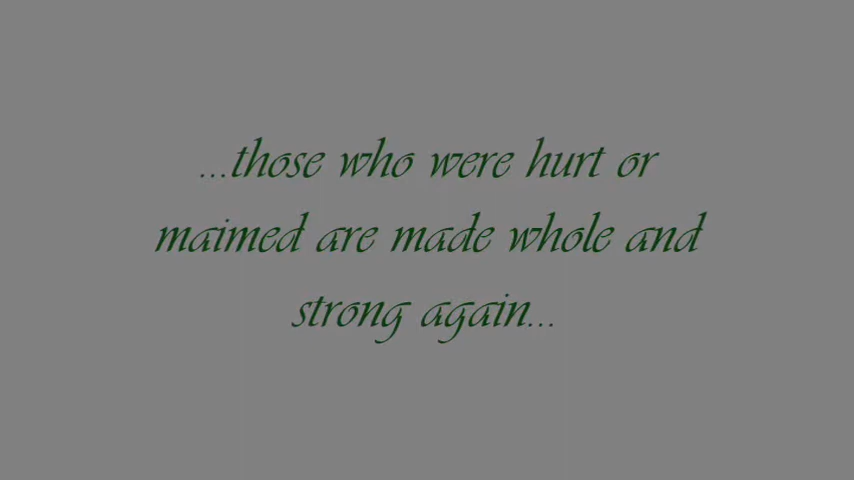 ...those who were hurt or
maimed are made whole and
strong again...